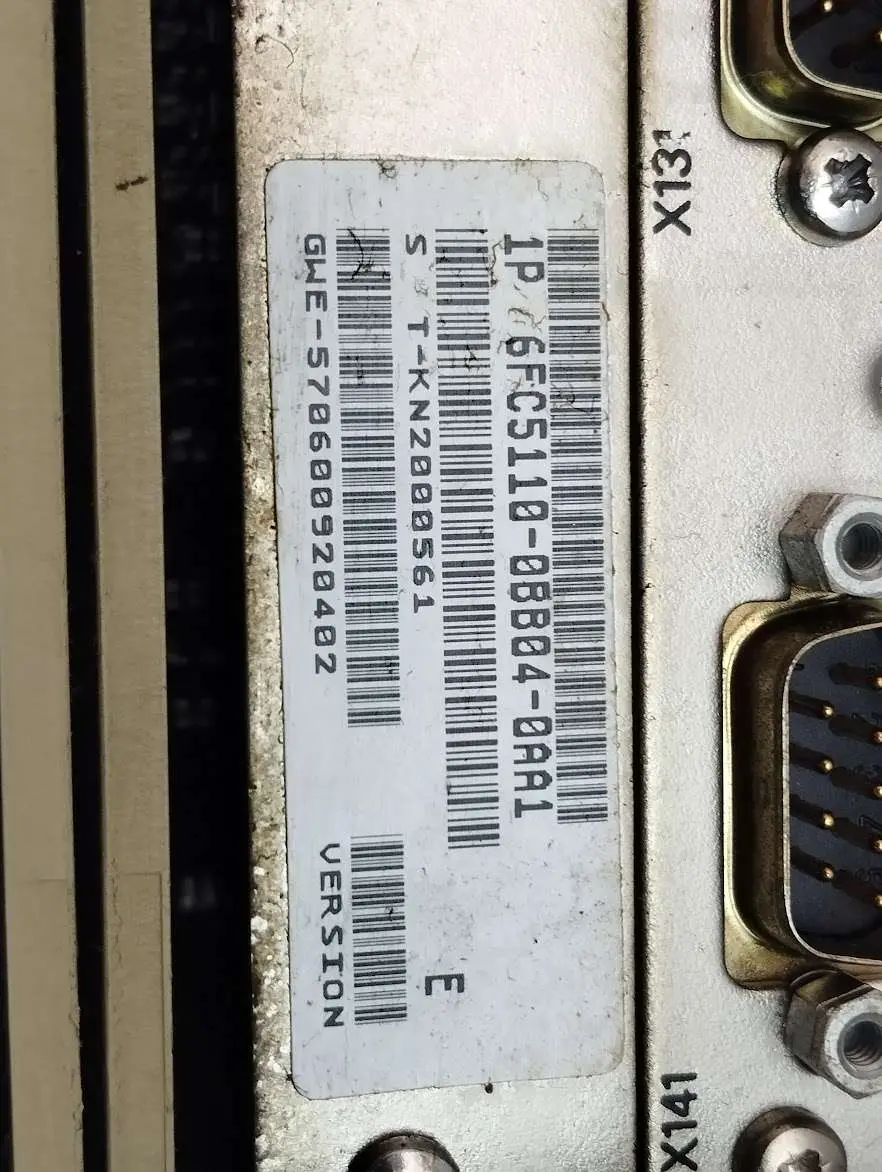 1P 6FC5110-0BB04-0AA1
S T-KN2000561
E
GWE-570600920402
VERSION
X131
X141